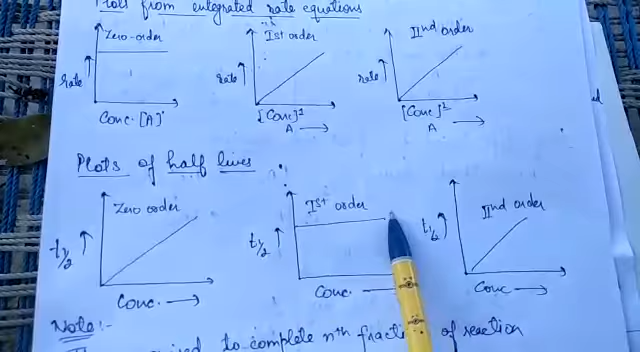 Plots from integrated rate equations
Zero-order
rate
Conc. [A]
Ist order
rate
[Conc]¹
A
IInd order
rate
[Conc]²
A
Plots of half lives
Zero order
t½
Conc.
Ist order
t½
Conc.
IInd order
t½
Conc
Note:-
to complete nth fraction of reaction